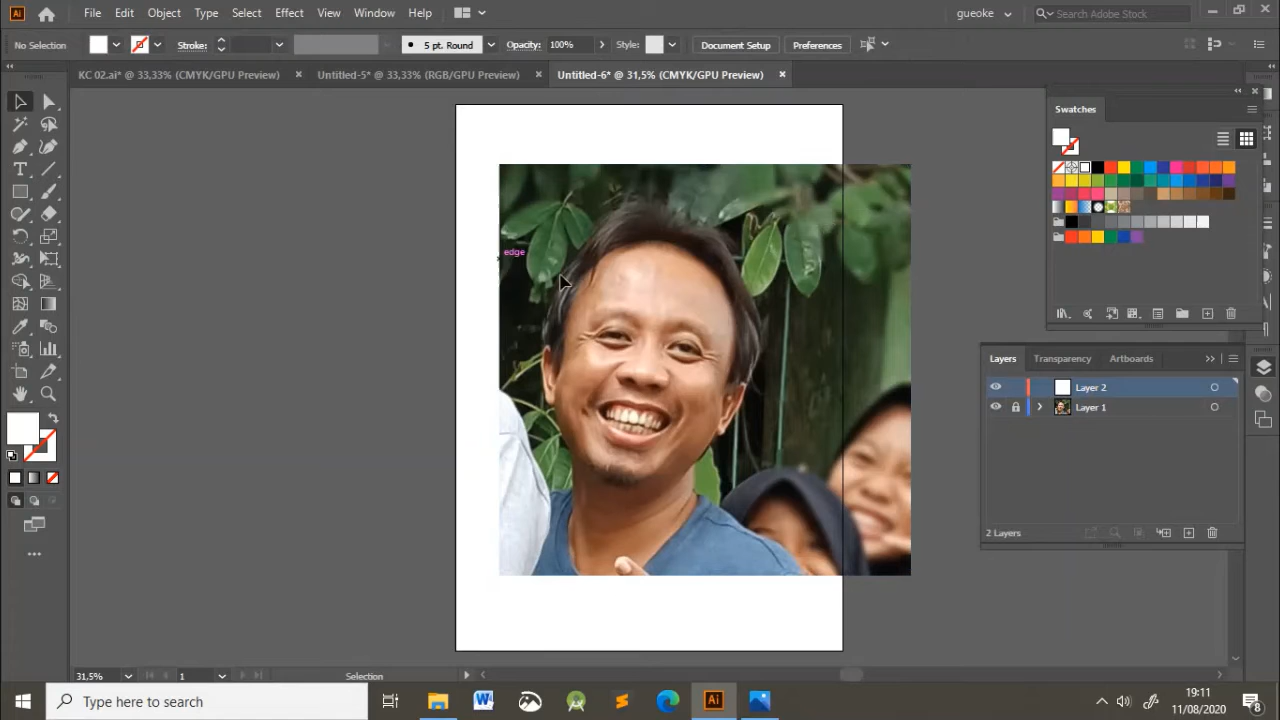 Ai File Edit Object Type Select Effect View Window Help gueoke Search Adobe Stock
No Selection Stroke: 5 pt. Round Opacity: 100% Style: Document Setup Preferences
KC 02.ai* @ 33,33% (CMYK/GPU Preview) × Untitled-5* @ 33,33% (RGB/GPU Preview) × Untitled-6* @ 31,5% (CMYK/GPU Preview) ×
Swatches
edge
Layers Transparency Artboards
Layer 2
Layer 1
2 Layers
31,5% 1 Selection
Type here to search
Ai
19:11
11/08/2020
8